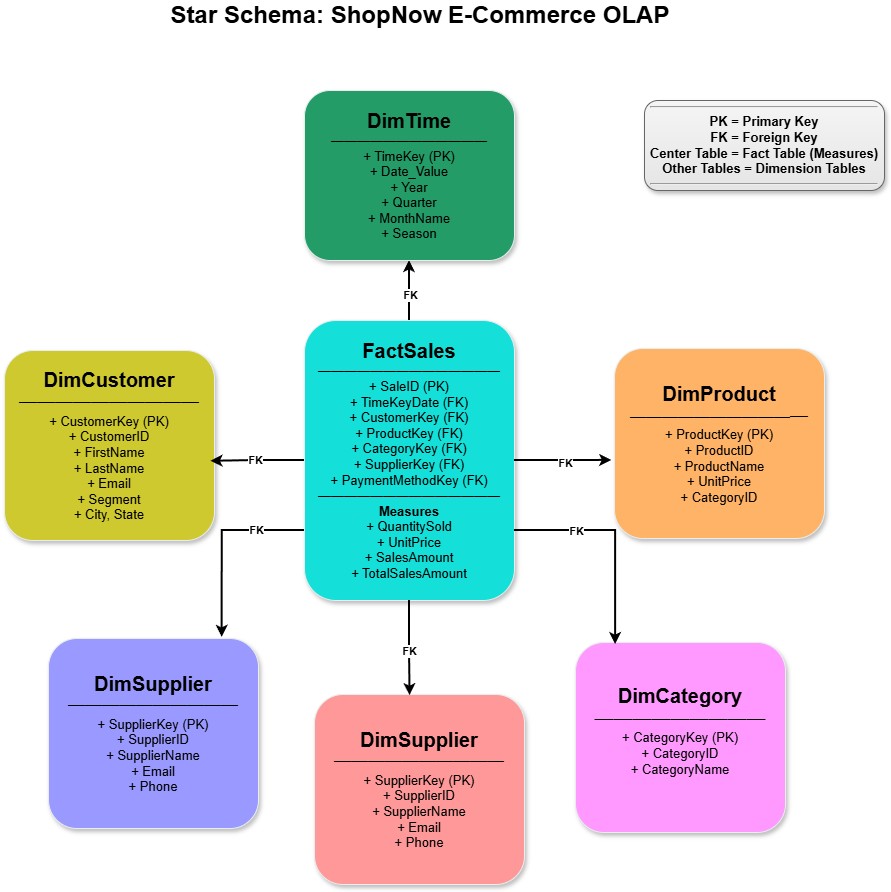 Star Schema: ShopNow E-Commerce OLAP
PK = Primary Key
FK = Foreign Key
Center Table = Fact Table (Measures)
Other Tables = Dimension Tables
DimTime
+ TimeKey (PK)
+ Date_Value
+ Year
+ Quarter
+ MonthName
+ Season
FK
DimCustomer
+ CustomerKey (PK)
+ CustomerID
+ FirstName
+ LastName
+ Email
+ Segment
+ City, State
FK
FactSales
+ SaleID (PK)
+ TimeKeyDate (FK)
+ CustomerKey (FK)
+ ProductKey (FK)
+ CategoryKey (FK)
+ SupplierKey (FK)
+ PaymentMethodKey (FK)
Measures
+ QuantitySold
+ UnitPrice
+ SalesAmount
+ TotalSalesAmount
FK
DimProduct
+ ProductKey (PK)
+ ProductID
+ ProductName
+ UnitPrice
+ CategoryID
FK
FK
FK
DimSupplier
+ SupplierKey (PK)
+ SupplierID
+ SupplierName
+ Email
+ Phone
DimSupplier
+ SupplierKey (PK)
+ SupplierID
+ SupplierName
+ Email
+ Phone
DimCategory
+ CategoryKey (PK)
+ CategoryID
+ CategoryName